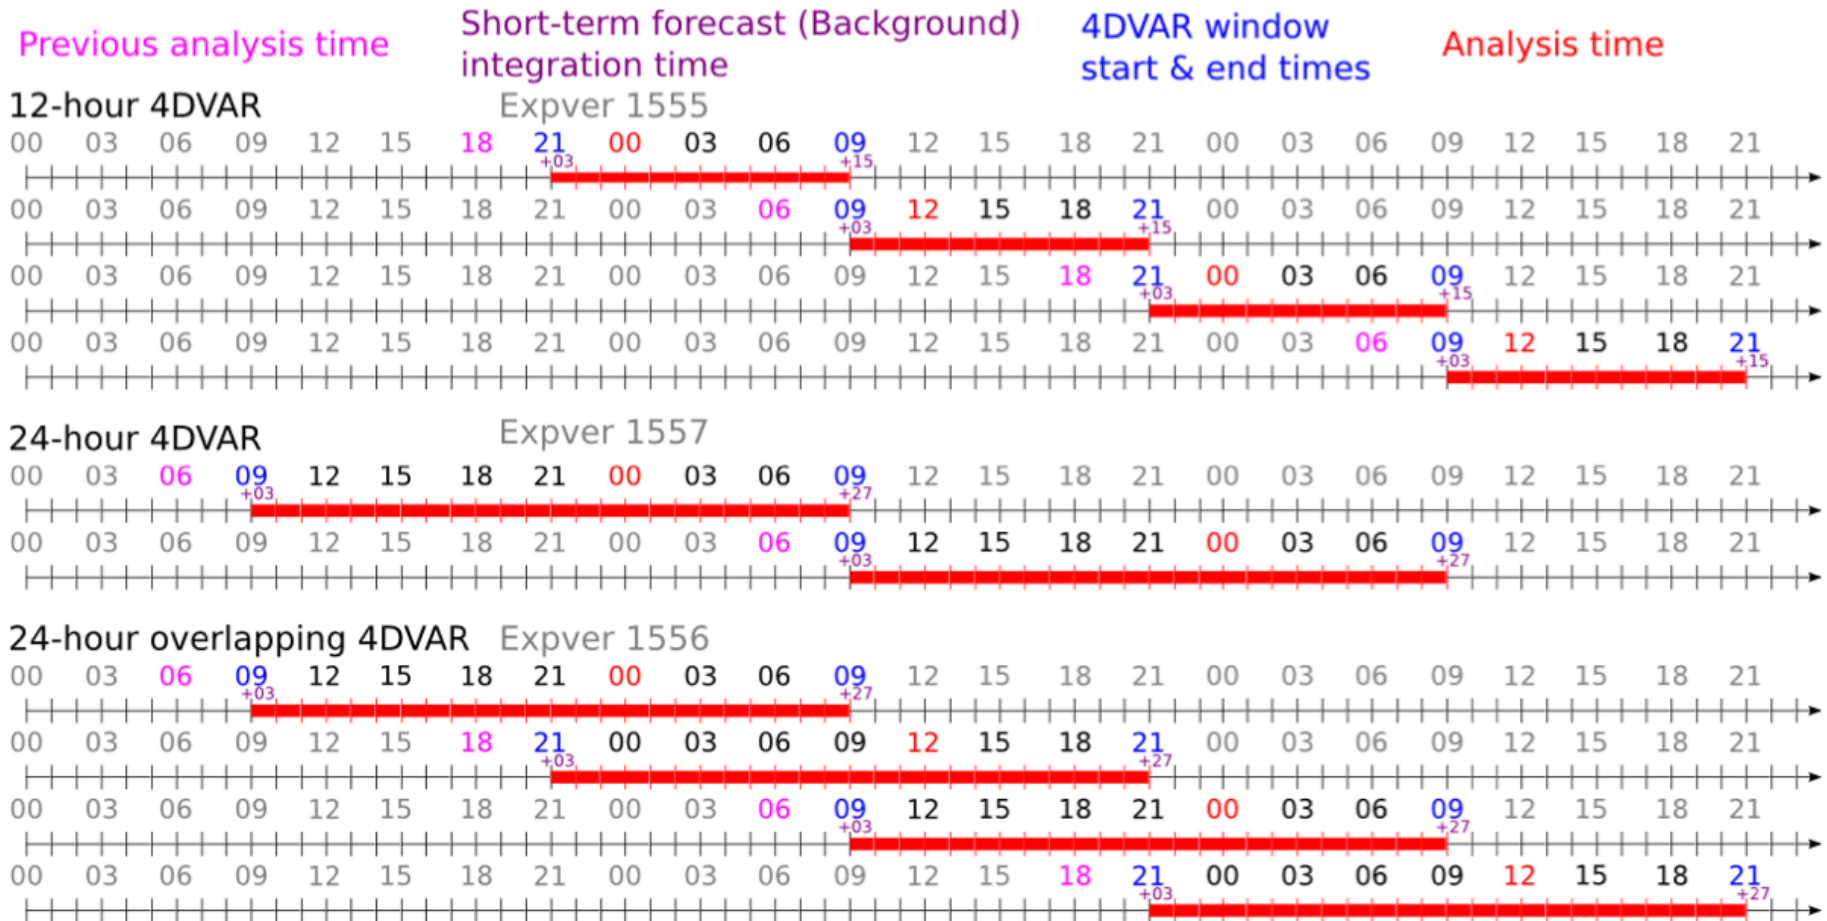 Previous analysis time
Short-term forecast (Background)
integration time
4DVAR window
start & end times
Analysis time
12-hour 4DVAR Expver 1555
00 03 06 09 12 15 18 21 00 03 06 09 12 15 18 21 00 03 06 09 12 15 18 21
+03 +15
00 03 06 09 12 15 18 21 00 03 06 09 12 15 18 21 00 03 06 09 12 15 18 21
+03 +15
00 03 06 09 12 15 18 21 00 03 06 09 12 15 18 21 00 03 06 09 12 15 18 21
+03 +15
00 03 06 09 12 15 18 21 00 03 06 09 12 15 18 21 00 03 06 09 12 15 18 21
+03 +15
24-hour 4DVAR Expver 1557
00 03 06 09 12 15 18 21 00 03 06 09 12 15 18 21 00 03 06 09 12 15 18 21
+03 +27
00 03 06 09 12 15 18 21 00 03 06 09 12 15 18 21 00 03 06 09 12 15 18 21
+03 +27
24-hour overlapping 4DVAR Expver 1556
00 03 06 09 12 15 18 21 00 03 06 09 12 15 18 21 00 03 06 09 12 15 18 21
+03 +27
00 03 06 09 12 15 18 21 00 03 06 09 12 15 18 21 00 03 06 09 12 15 18 21
+03 +27
00 03 06 09 12 15 18 21 00 03 06 09 12 15 18 21 00 03 06 09 12 15 18 21
+03 +27
00 03 06 09 12 15 18 21 00 03 06 09 12 15 18 21 00 03 06 09 12 15 18 21
+03 +27